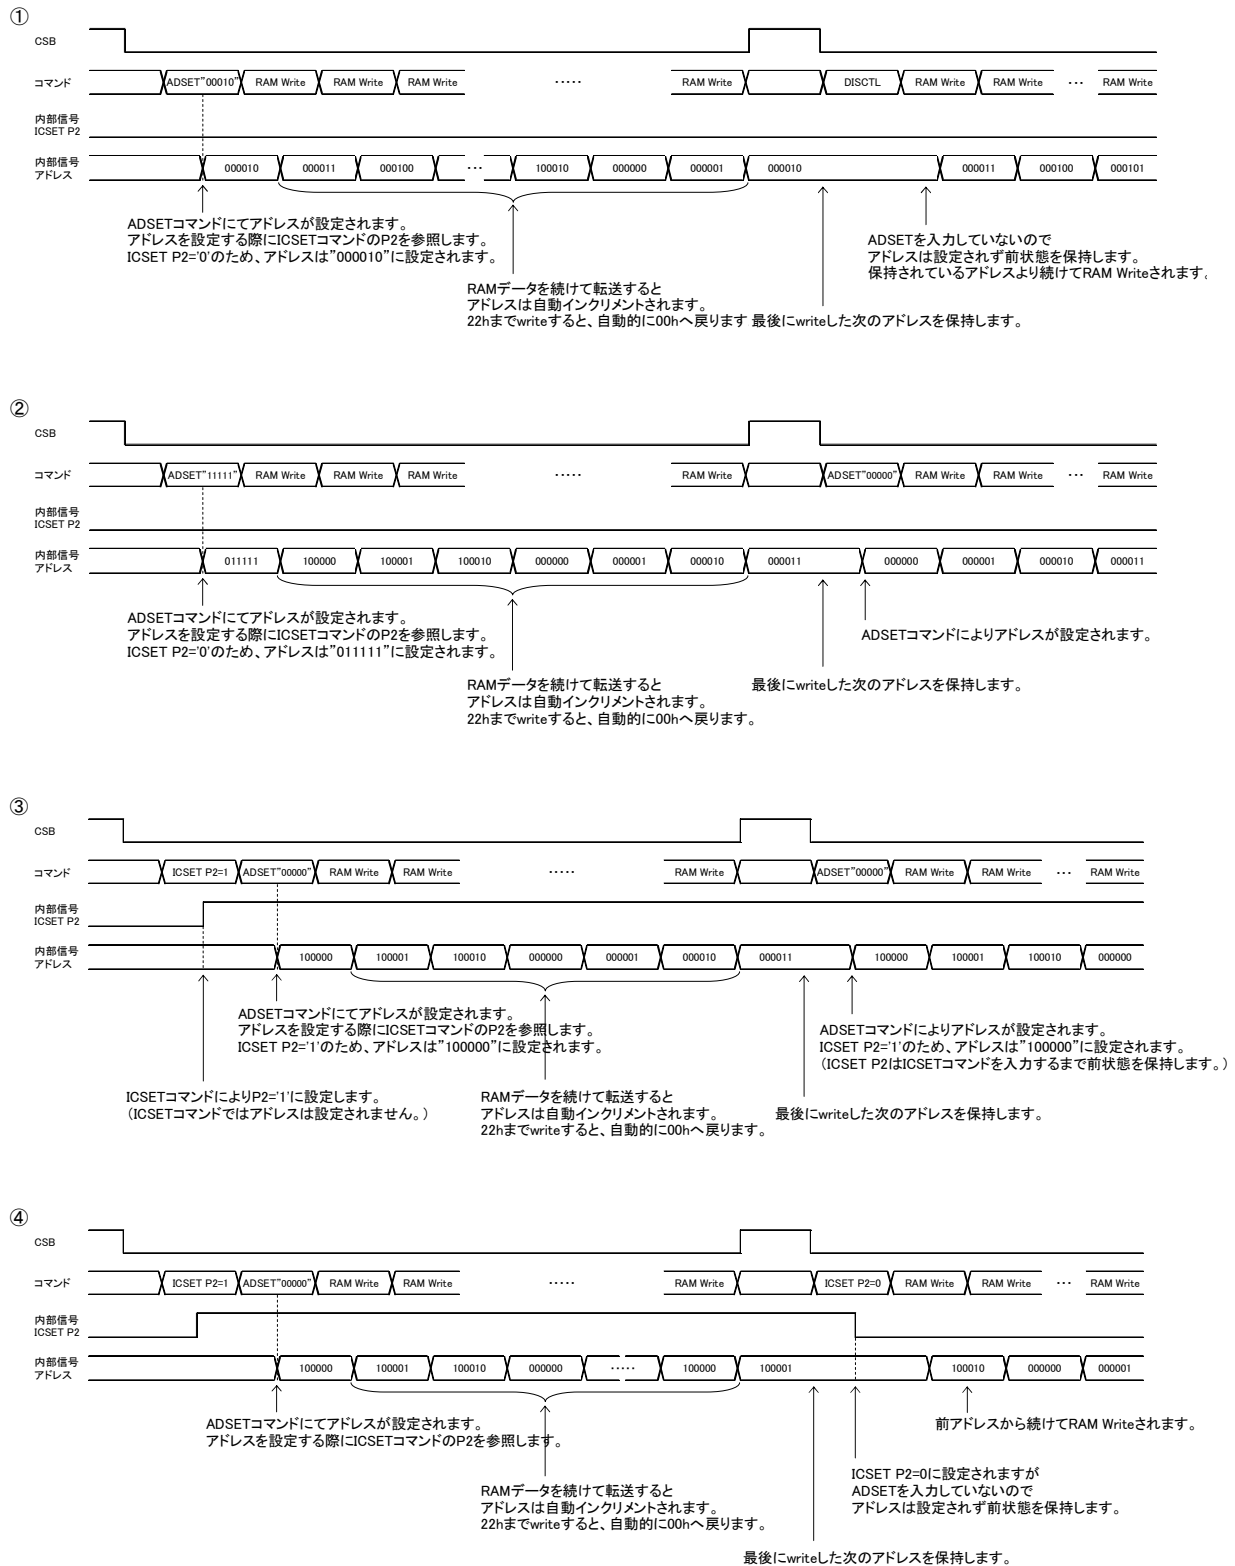 ①
CSB
コマンド ADSET"00010" RAM Write RAM Write RAM Write ・・・・・ RAM Write DISCTL RAM Write RAM Write ・・・ RAM Write
内部信号
ICSET P2
内部信号
アドレス 000010 000011 000100 ・・・ 100010 000000 000001 000010 000011 000100 000101
ADSETコマンドにてアドレスが設定されます。
アドレスを設定する際にICSETコマンドのP2を参照します。
ICSET P2='0'のため、アドレスは"000010"に設定されます。
ADSETを入力していないので
アドレスは設定されず前状態を保持します。
保持されているアドレスより続けてRAM Writeされます。
RAMデータを続けて転送すると
アドレスは自動インクリメントされます。
22hまでwriteすると、自動的に00hへ戻ります
最後にwriteした次のアドレスを保持します。
②
CSB
コマンド ADSET"11111" RAM Write RAM Write RAM Write ・・・・・ RAM Write ADSET"00000" RAM Write RAM Write ・・・ RAM Write
内部信号
ICSET P2
内部信号
アドレス 011111 100000 100001 100010 000000 000001 000010 000011 000000 000001 000010 000011
ADSETコマンドにてアドレスが設定されます。
アドレスを設定する際にICSETコマンドのP2を参照します。
ICSET P2='0'のため、アドレスは"011111"に設定されます。
ADSETコマンドによりアドレスが設定されます。
RAMデータを続けて転送すると
アドレスは自動インクリメントされます。
22hまでwriteすると、自動的に00hへ戻ります。
最後にwriteした次のアドレスを保持します。
③
CSB
コマンド ICSET P2=1 ADSET"00000" RAM Write RAM Write ・・・・・ RAM Write ADSET"00000" RAM Write RAM Write ・・・ RAM Write
内部信号
ICSET P2
内部信号
アドレス 100000 100001 100010 000000 000001 000010 000011 100000 100001 100010 000000
ADSETコマンドにてアドレスが設定されます。
アドレスを設定する際にICSETコマンドのP2を参照します。
ICSET P2='1'のため、アドレスは"100000"に設定されます。
ADSETコマンドによりアドレスが設定されます。
ICSET P2='1'のため、アドレスは"100000"に設定されます。
（ICSET P2はICSETコマンドを入力するまで前状態を保持します。）
ICSETコマンドによりP2='1'に設定します。
（ICSETコマンドではアドレスは設定されません。）
RAMデータを続けて転送すると
アドレスは自動インクリメントされます。
22hまでwriteすると、自動的に00hへ戻ります。
最後にwriteした次のアドレスを保持します。
④
CSB
コマンド ICSET P2=1 ADSET"00000" RAM Write RAM Write ・・・・・ RAM Write ICSET P2=0 RAM Write RAM Write ・・・ RAM Write
内部信号
ICSET P2
内部信号
アドレス 100000 100001 100010 000000 ・・・・・ 100000 100001 100010 000000 000001
ADSETコマンドにてアドレスが設定されます。
アドレスを設定する際にICSETコマンドのP2を参照します。
前アドレスから続けてRAM Writeされます。
RAMデータを続けて転送すると
アドレスは自動インクリメントされます。
22hまでwriteすると、自動的に00hへ戻ります。
ICSET P2=0に設定されますが
ADSETを入力していないので
アドレスは設定されず前状態を保持します。
最後にwriteした次のアドレスを保持します。